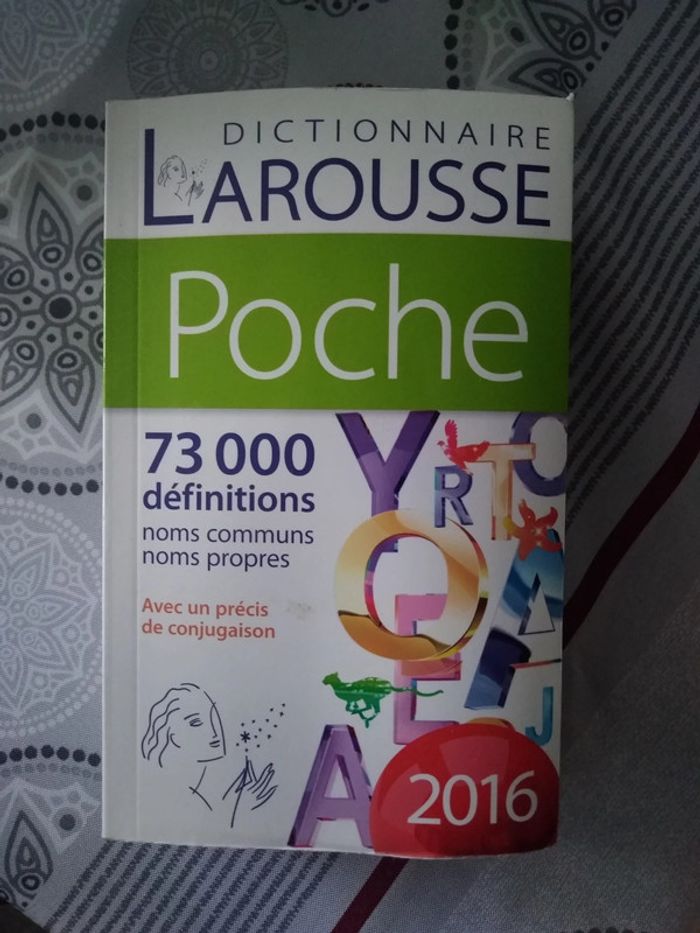 DICTIONNAIRE
LAROUSSE
Poche
73 000
définitions
noms communs
noms propres
Avec un précis
de conjugaison
2016